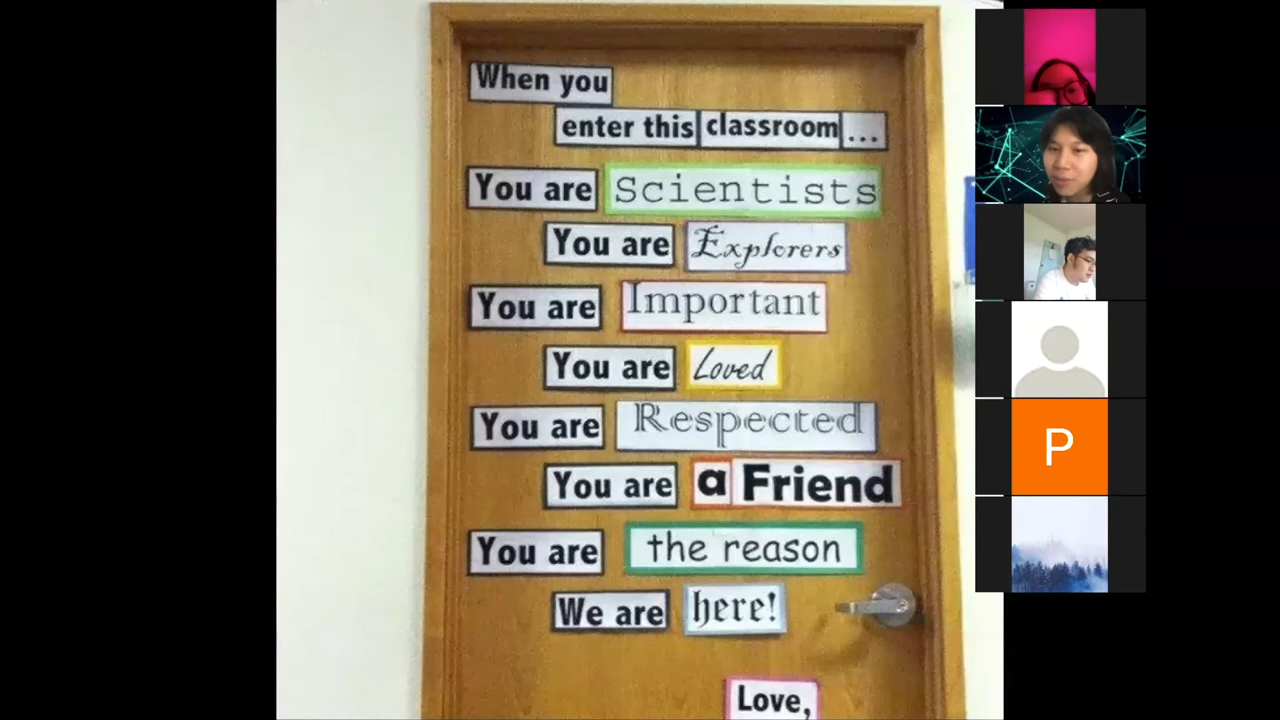 When you
enter this classroom ...
You are Scientists
You are Explorers
You are Important
You are Loved
You are Respected
You are a Friend
You are the reason
We are here!
Love,
P